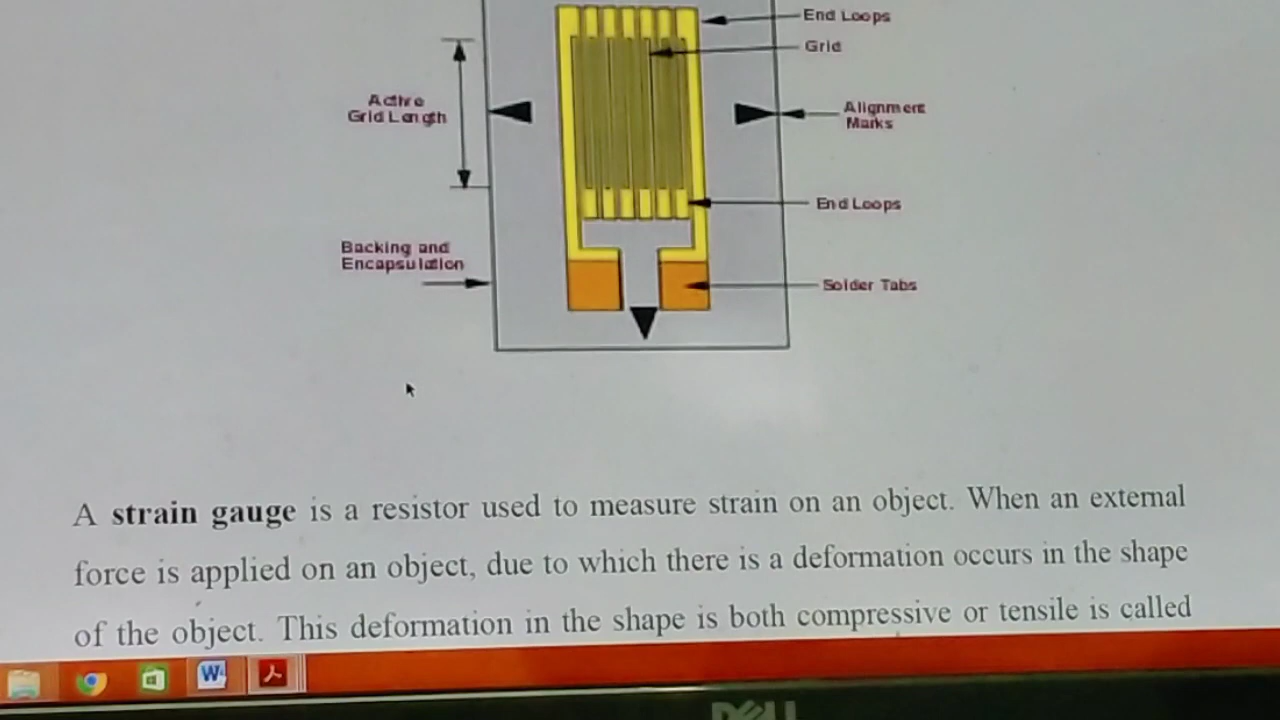 End Loops
Grid
Active
Grid Length
Alignment
Marks
End Loops
Backing and
Encapsulation
Solder Tabs
A strain gauge is a resistor used to measure strain on an object. When an external
force is applied on an object, due to which there is a deformation occurs in the shape
of the object. This deformation in the shape is both compressive or tensile is called
W
DELL